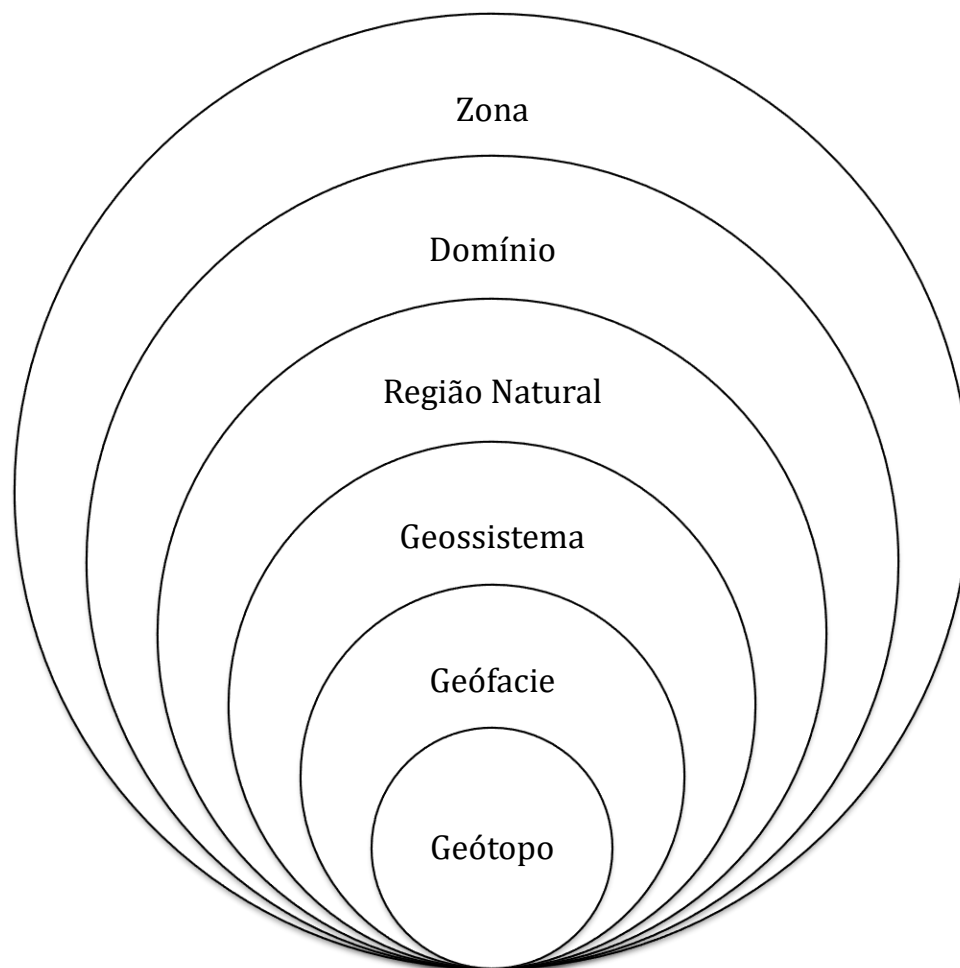 Zona
Domínio
Região Natural
Geossistema
Geófacie
Geótopo